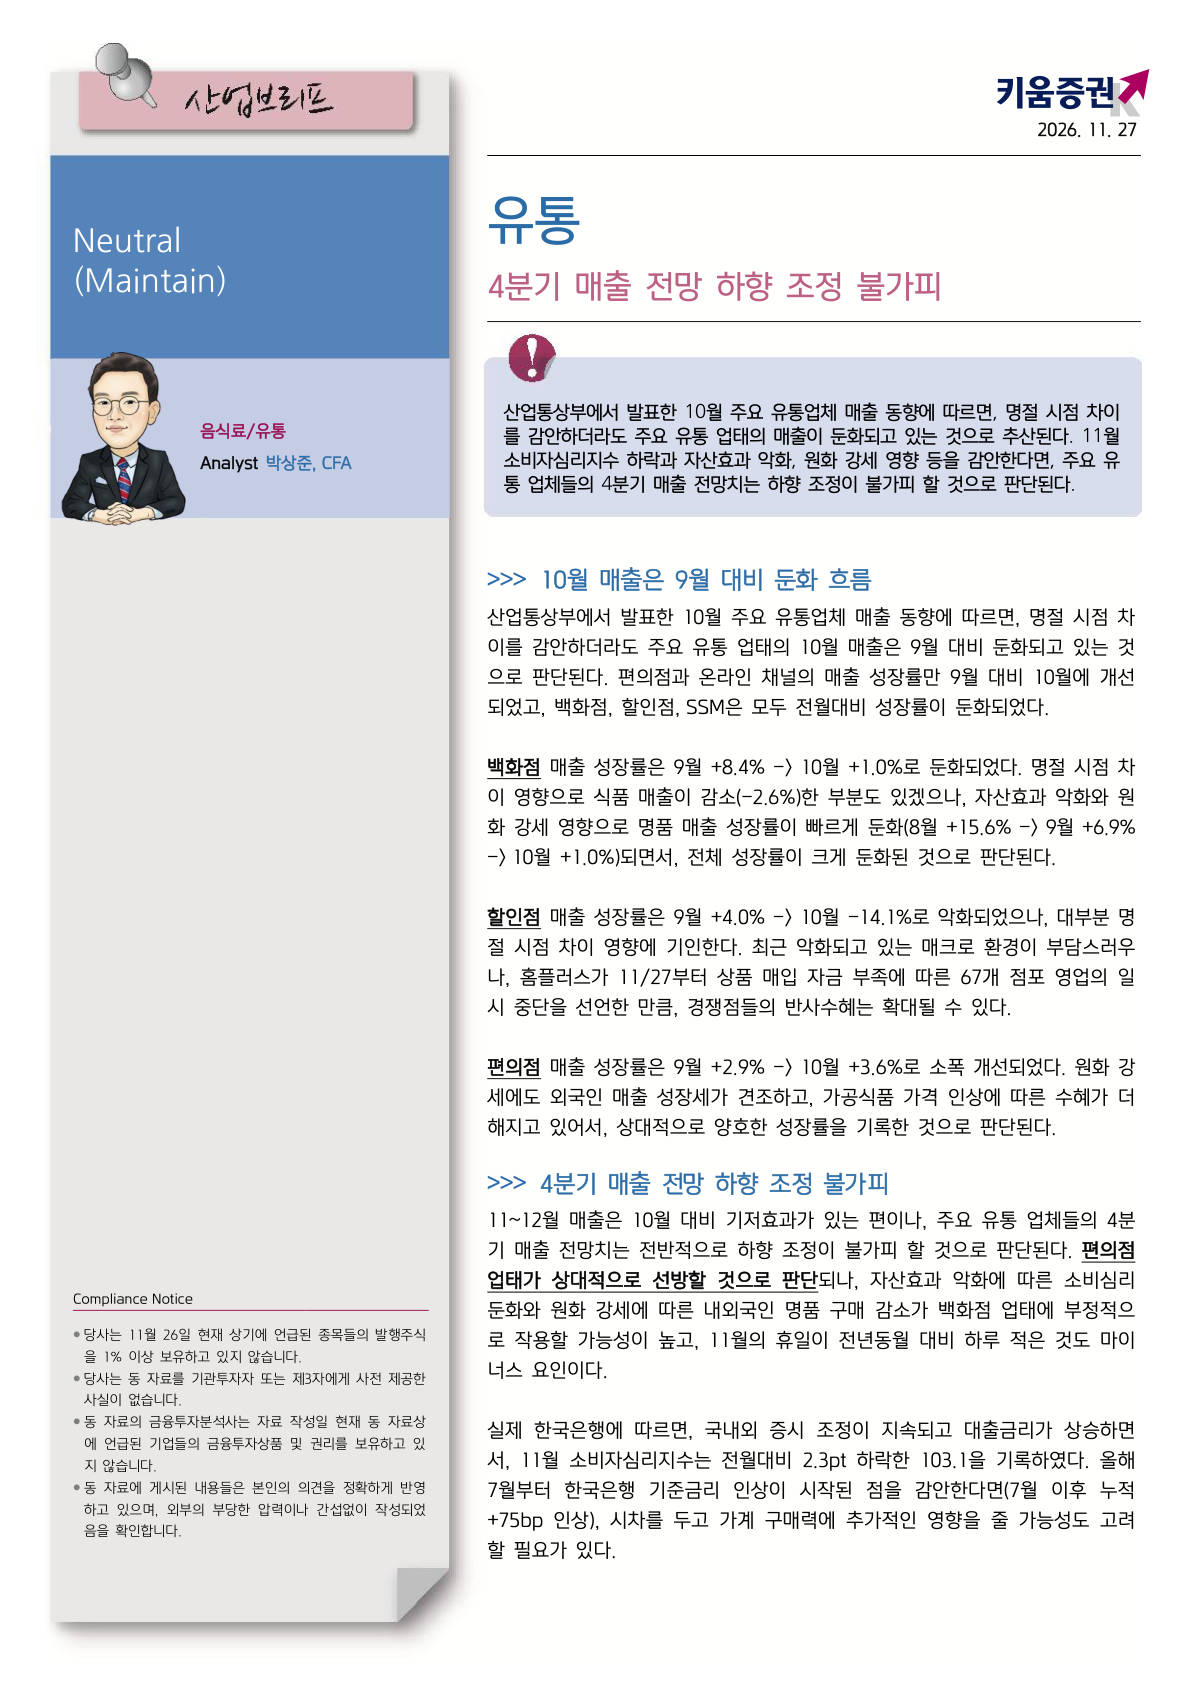 산업브리프
키움증권
2026. 11. 27
Neutral
(Maintain)
음식료/유통
Analyst 박상준, CFA
유통
4분기 매출 전망 하향 조정 불가피
산업통상부에서 발표한 10월 주요 유통업체 매출 동향에 따르면, 명절 시점 차이
를 감안하더라도 주요 유통 업태의 매출이 둔화되고 있는 것으로 추산된다. 11월
소비자심리지수 하락과 자산효과 악화, 원화 강세 영향 등을 감안한다면, 주요 유
통 업체들의 4분기 매출 전망치는 하향 조정이 불가피 할 것으로 판단된다.
>>> 10월 매출은 9월 대비 둔화 흐름
산업통상부에서 발표한 10월 주요 유통업체 매출 동향에 따르면, 명절 시점 차
이를 감안하더라도 주요 유통 업태의 10월 매출은 9월 대비 둔화되고 있는 것
으로 판단된다. 편의점과 온라인 채널의 매출 성장률만 9월 대비 10월에 개선
되었고, 백화점, 할인점, SSM은 모두 전월대비 성장률이 둔화되었다.
백화점 매출 성장률은 9월 +8.4% -> 10월 +1.0%로 둔화되었다. 명절 시점 차
이 영향으로 식품 매출이 감소(-2.6%)한 부분도 있겠으나, 자산효과 악화와 원
화 강세 영향으로 명품 매출 성장률이 빠르게 둔화(8월 +15.6% -> 9월 +6.9%
-> 10월 +1.0%)되면서, 전체 성장률이 크게 둔화된 것으로 판단된다.
할인점 매출 성장률은 9월 +4.0% -> 10월 -14.1%로 악화되었으나, 대부분 명
절 시점 차이 영향에 기인한다. 최근 악화되고 있는 매크로 환경이 부담스러우
나, 홈플러스가 11/27부터 상품 매입 자금 부족에 따른 67개 점포 영업의 일
시 중단을 선언한 만큼, 경쟁점들의 반사수혜는 확대될 수 있다.
편의점 매출 성장률은 9월 +2.9% -> 10월 +3.6%로 소폭 개선되었다. 원화 강
세에도 외국인 매출 성장세가 견조하고, 가공식품 가격 인상에 따른 수혜가 더
해지고 있어서, 상대적으로 양호한 성장률을 기록한 것으로 판단된다.
>>> 4분기 매출 전망 하향 조정 불가피
11~12월 매출은 10월 대비 기저효과가 있는 편이나, 주요 유통 업체들의 4분
기 매출 전망치는 전반적으로 하향 조정이 불가피 할 것으로 판단된다. 편의점
업태가 상대적으로 선방할 것으로 판단되나, 자산효과 악화에 따른 소비심리
둔화와 원화 강세에 따른 내외국인 명품 구매 감소가 백화점 업태에 부정적으
로 작용할 가능성이 높고, 11월의 휴일이 전년동월 대비 하루 적은 것도 마이
너스 요인이다.
실제 한국은행에 따르면, 국내외 증시 조정이 지속되고 대출금리가 상승하면
서, 11월 소비자심리지수는 전월대비 2.3pt 하락한 103.1을 기록하였다. 올해
7월부터 한국은행 기준금리 인상이 시작된 점을 감안한다면(7월 이후 누적
+75bp 인상), 시차를 두고 가계 구매력에 추가적인 영향을 줄 가능성도 고려
할 필요가 있다.
Compliance Notice
• 당사는 11월 26일 현재 상기에 언급된 종목들의 발행주식
을 1% 이상 보유하고 있지 않습니다.
• 당사는 동 자료를 기관투자자 또는 제3자에게 사전 제공한
사실이 없습니다.
• 동 자료의 금융투자분석사는 자료 작성일 현재 동 자료상
에 언급된 기업들의 금융투자상품 및 권리를 보유하고 있
지 않습니다.
• 동 자료에 게시된 내용들은 본인의 의견을 정확하게 반영
하고 있으며, 외부의 부당한 압력이나 간섭없이 작성되었
음을 확인합니다.